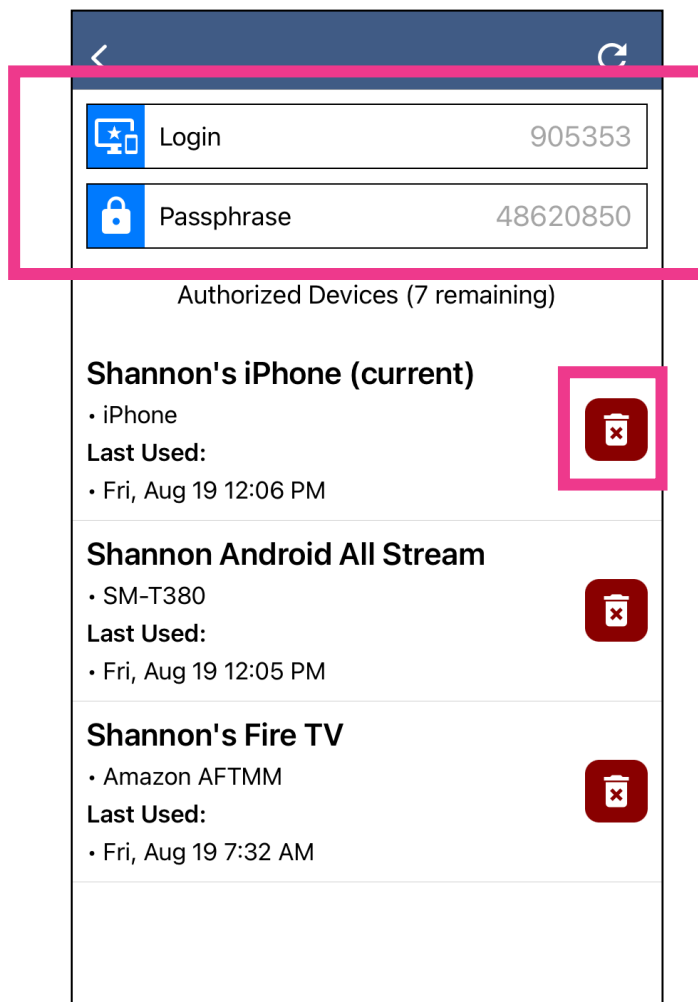 Login 905353
Passphrase 48620850
Authorized Devices (7 remaining)
Shannon's iPhone (current)
• iPhone
Last Used:
• Fri, Aug 19 12:06 PM
Shannon Android All Stream
• SM-T380
Last Used:
• Fri, Aug 19 12:05 PM
Shannon's Fire TV
• Amazon AFTMM
Last Used:
• Fri, Aug 19 7:32 AM